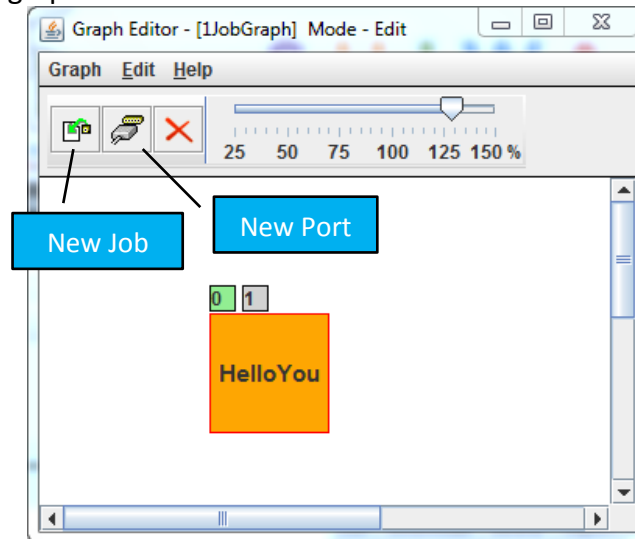 Graph Editor - [1JobGraph] Mode - Edit
Graph Edit Help
25 50 75 100 125 150 %
New Job
New Port
0 1
HelloYou